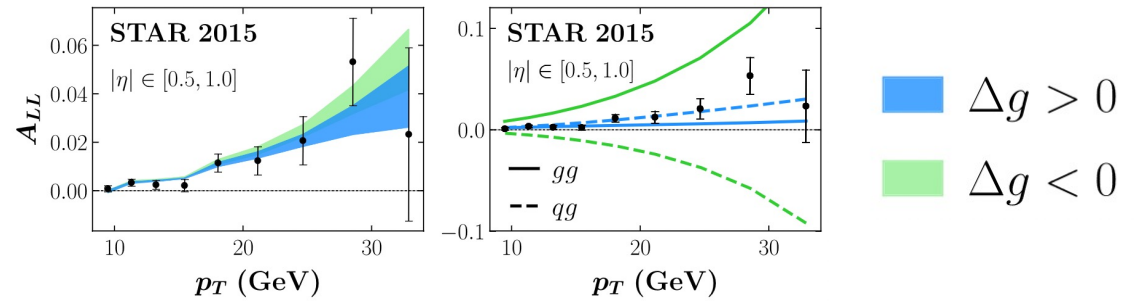 STAR 2015
|η| ∈ [0.5, 1.0]
A_{LL}
0.06
0.04
0.02
0.00
10 20 30
p_T (GeV)
STAR 2015
|η| ∈ [0.5, 1.0]
0.1
0.0
−0.1
gg
qg
10 20 30
p_T (GeV)
Δg > 0
Δg < 0